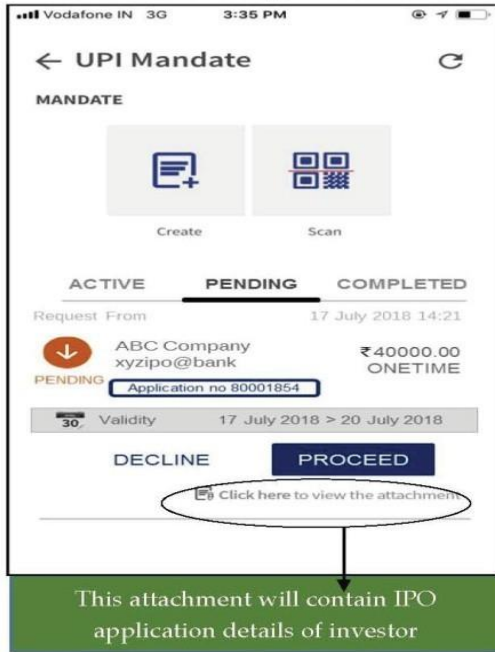 Vodafone IN 3G 3:35 PM
← UPI Mandate
MANDATE
Create Scan
ACTIVE PENDING COMPLETED
Request From 17 July 2018 14:21
ABC Company ₹40000.00
xyzipo@bank ONETIME
PENDING Application no 80001854
30 Validity 17 July 2018 > 20 July 2018
DECLINE PROCEED
Click here to view the attachment
This attachment will contain IPO
application details of investor